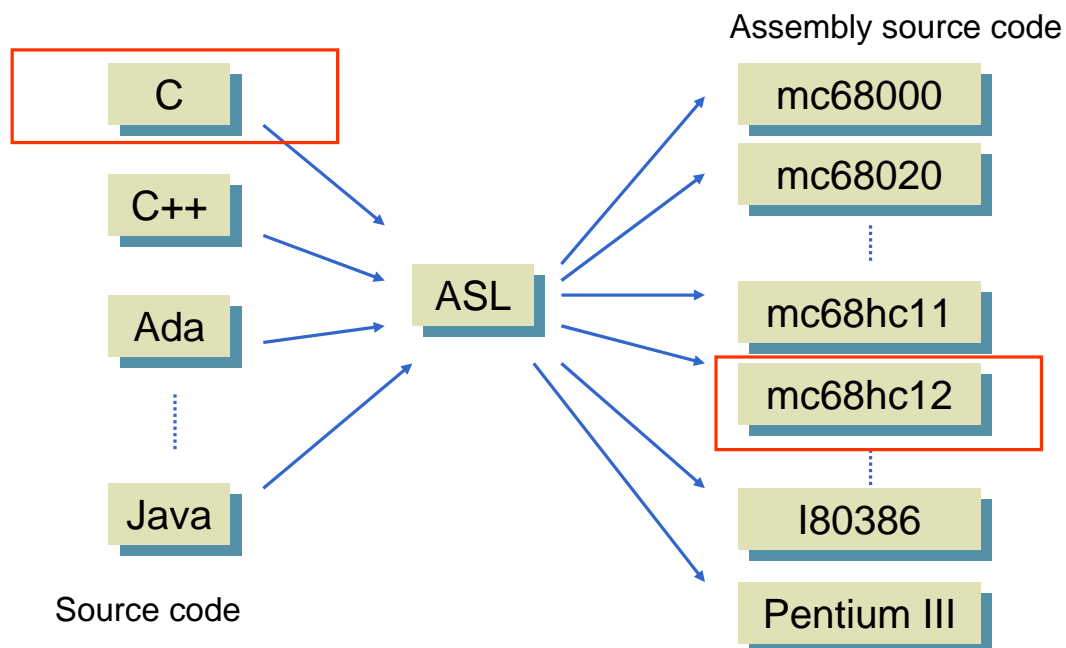 Assembly source code
C
C++
Ada
Java
Source code
ASL
mc68000
mc68020
mc68hc11
mc68hc12
I80386
Pentium III